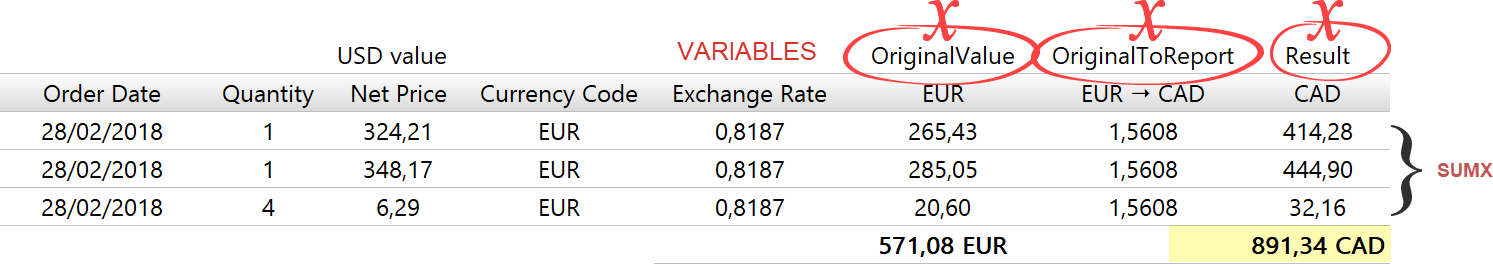 x x x
USD value VARIABLES OriginalValue OriginalToReport Result
Order Date Quantity Net Price Currency Code Exchange Rate EUR EUR → CAD CAD
28/02/2018 1 324,21 EUR 0,8187 265,43 1,5608 414,28
28/02/2018 1 348,17 EUR 0,8187 285,05 1,5608 444,90 } SUMX
28/02/2018 4 6,29 EUR 0,8187 20,60 1,5608 32,16
571,08 EUR 891,34 CAD